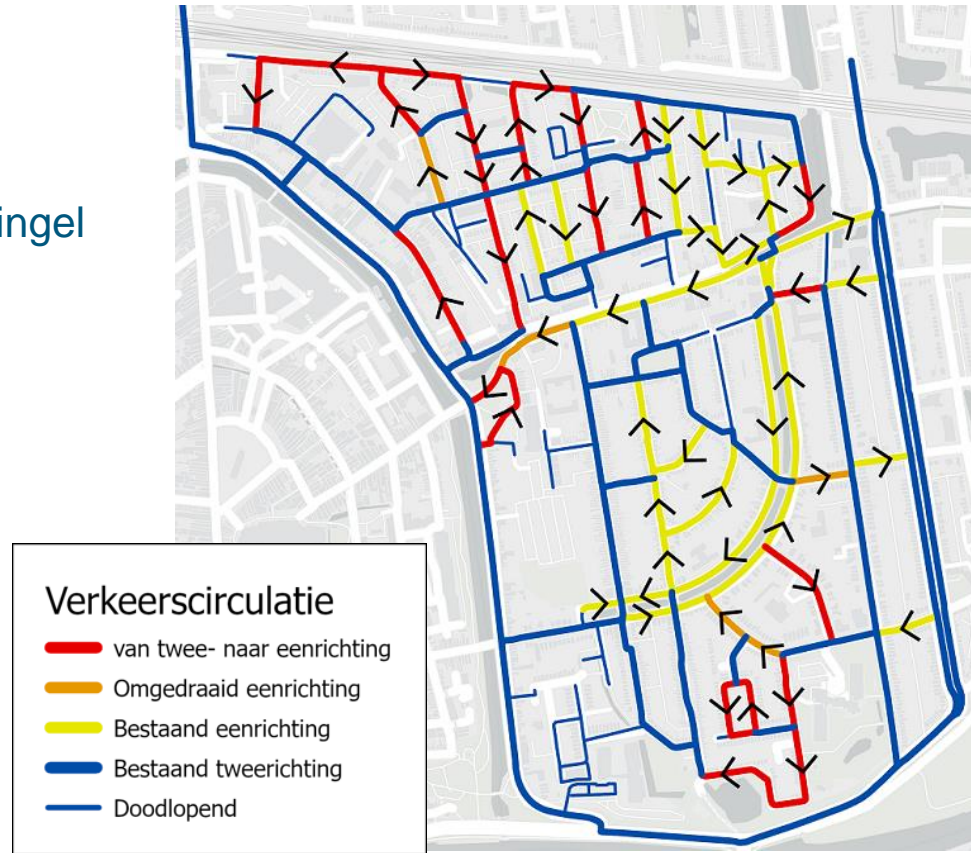 ingel
Verkeerscirculatie
van twee- naar eenrichting
Omgedraaid eenrichting
Bestaand eenrichting
Bestaand tweerichting
Doodlopend